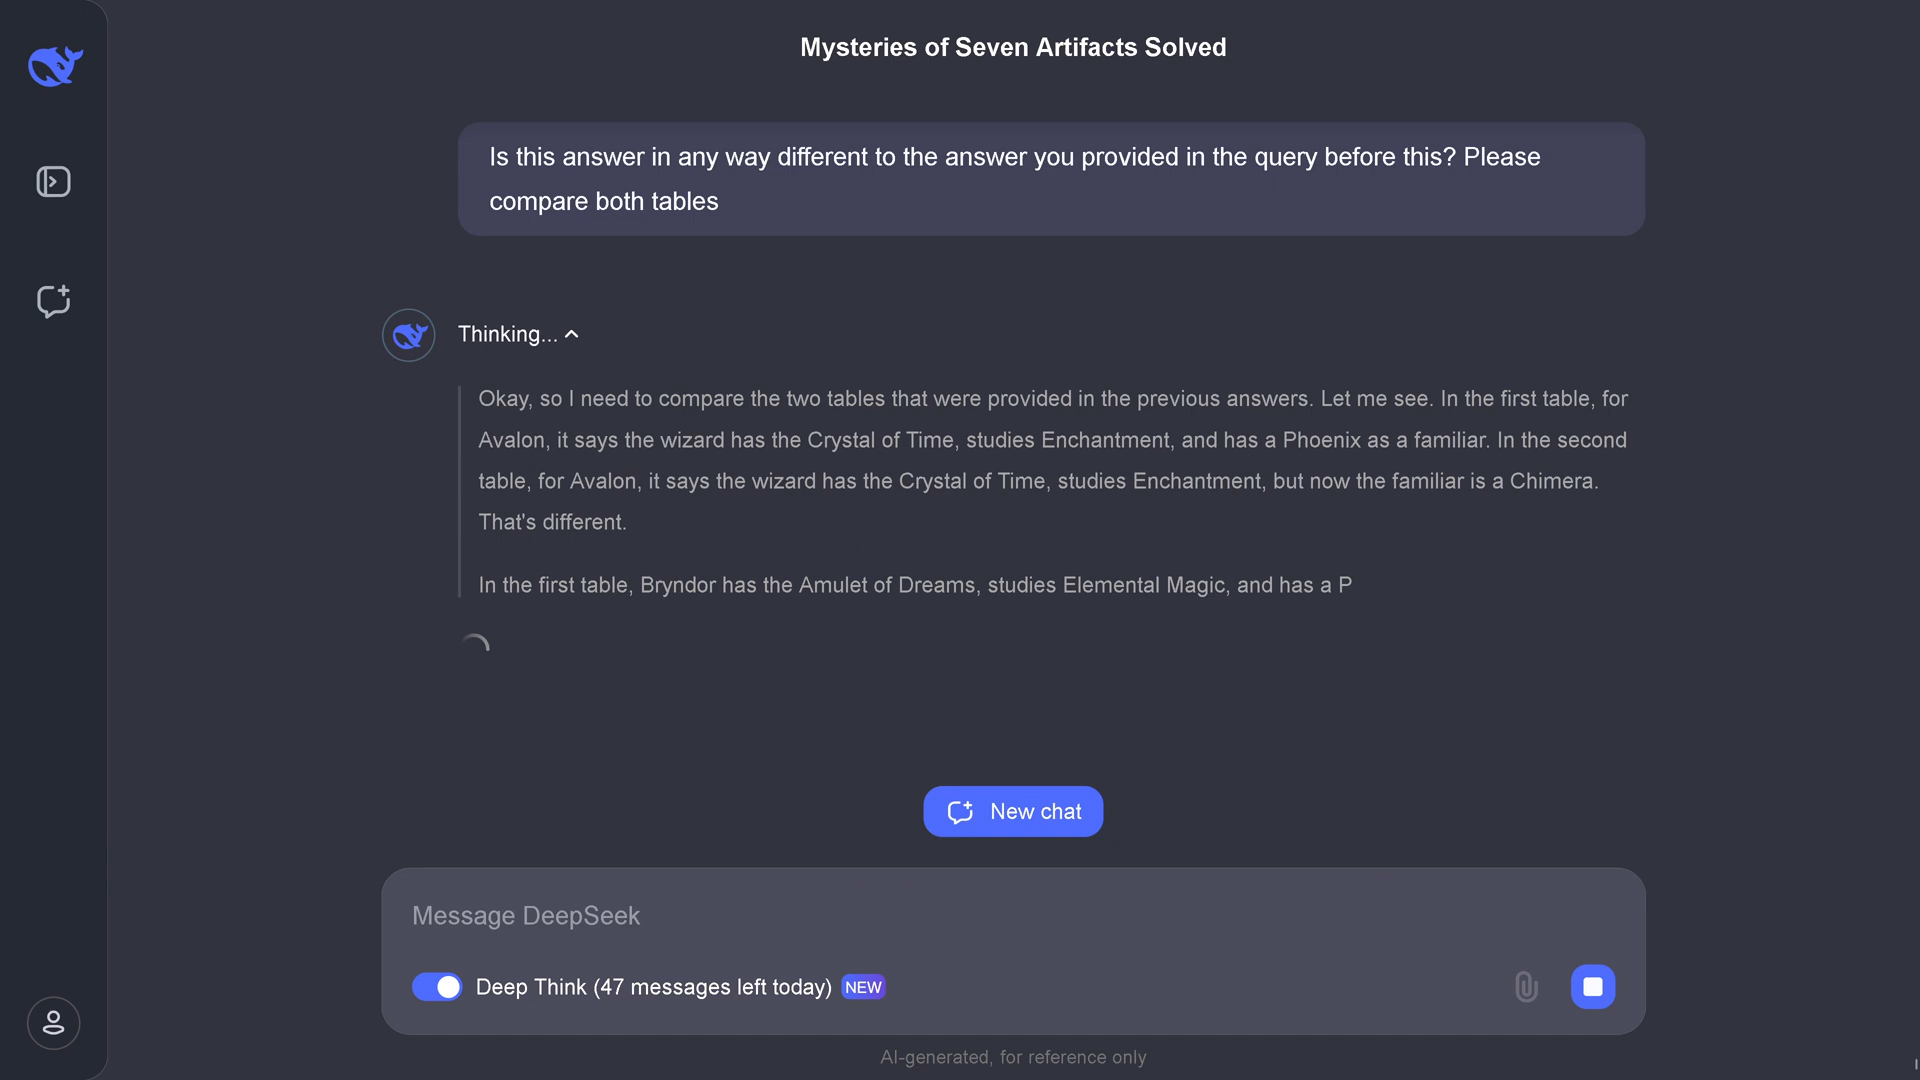 Mysteries of Seven Artifacts Solved
Is this answer in any way different to the answer you provided in the query before this? Please
compare both tables
Thinking...
Okay, so I need to compare the two tables that were provided in the previous answers. Let me see. In the first table, for
Avalon, it says the wizard has the Crystal of Time, studies Enchantment, and has a Phoenix as a familiar. In the second
table, for Avalon, it says the wizard has the Crystal of Time, studies Enchantment, but now the familiar is a Chimera.
That's different.
In the first table, Bryndor has the Amulet of Dreams, studies Elemental Magic, and has a P
New chat
Message DeepSeek
Deep Think (47 messages left today) NEW
AI-generated, for reference only